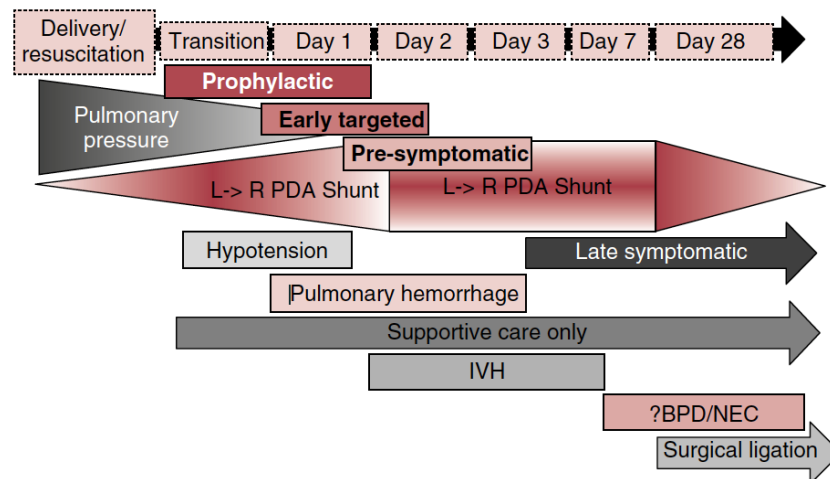 Delivery/
resuscitation
Transition
Day 1
Day 2
Day 3
Day 7
Day 28
Prophylactic
Pulmonary
pressure
Early targeted
Pre-symptomatic
L-> R PDA Shunt
L-> R PDA Shunt
Hypotension
Late symptomatic
Pulmonary hemorrhage
Supportive care only
IVH
?BPD/NEC
Surgical ligation